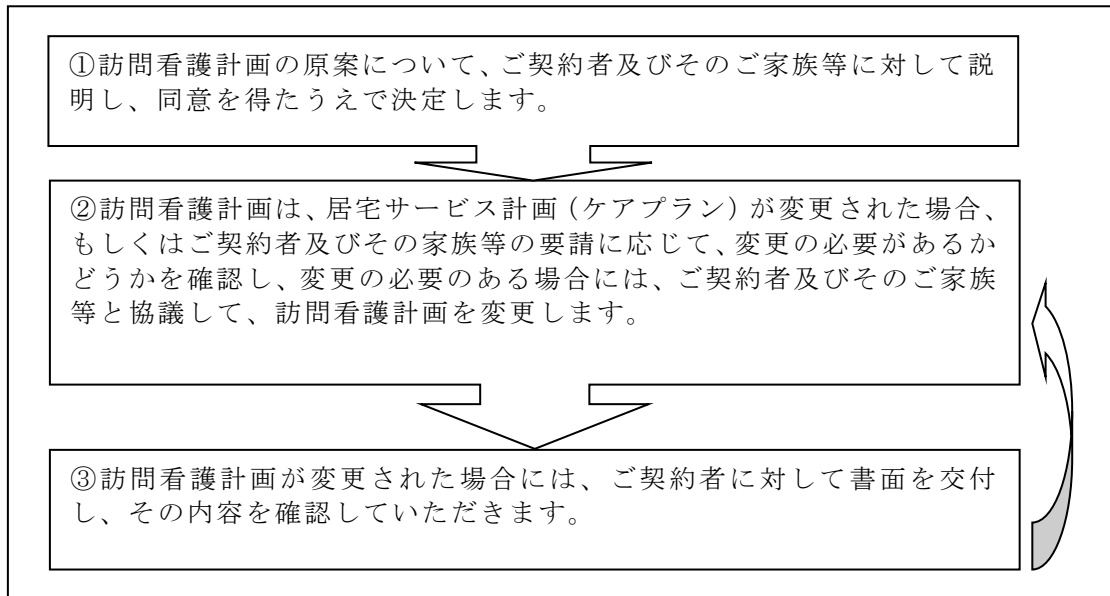 ①訪問看護計画の原案について、ご契約者及びそのご家族等に対して説
明し、同意を得たうえで決定します。
②訪問看護計画は、居宅サービス計画（ケアプラン）が変更された場合、
もしくはご契約者及びその家族等の要請に応じて、変更の必要があるか
どうかを確認し、変更の必要のある場合には、ご契約者及びそのご家族
等と協議して、訪問看護計画を変更します。
③訪問看護計画が変更された場合には、ご契約者に対して書面を交付
し、その内容を確認していただきます。